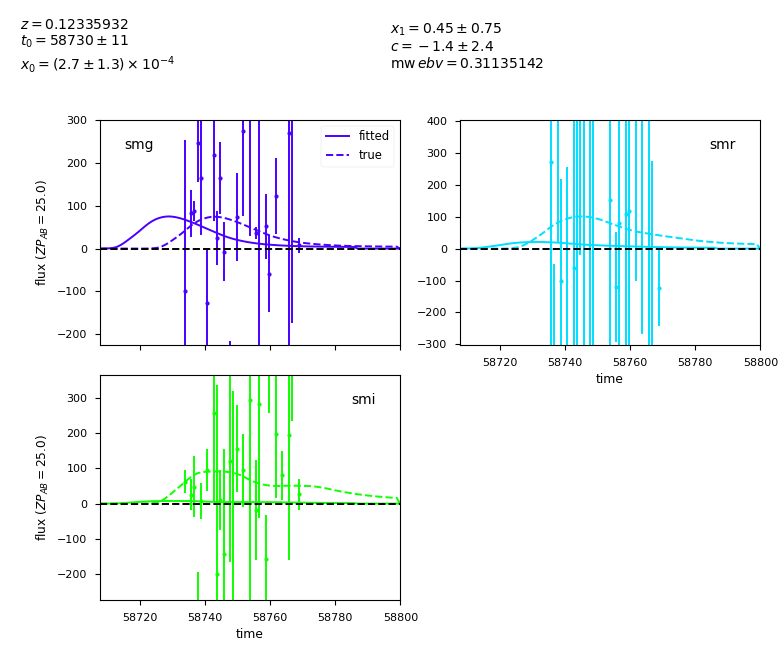 z = 0.12335932
t₀ = 58730 ± 11
x₀ = (2.7 ± 1.3) × 10⁻⁴
x₁ = 0.45 ± 0.75
c = −1.4 ± 2.4
mw ebv = 0.31135142
smg
fitted
true
300
200
100
0
−100
−200
flux (ZP_AB = 25.0)
smr
400
300
200
100
0
−100
−200
−300
58720 58740 58760 58780 58800
time
smi
300
200
100
0
−100
−200
flux (ZP_AB = 25.0)
58720 58740 58760 58780 58800
time